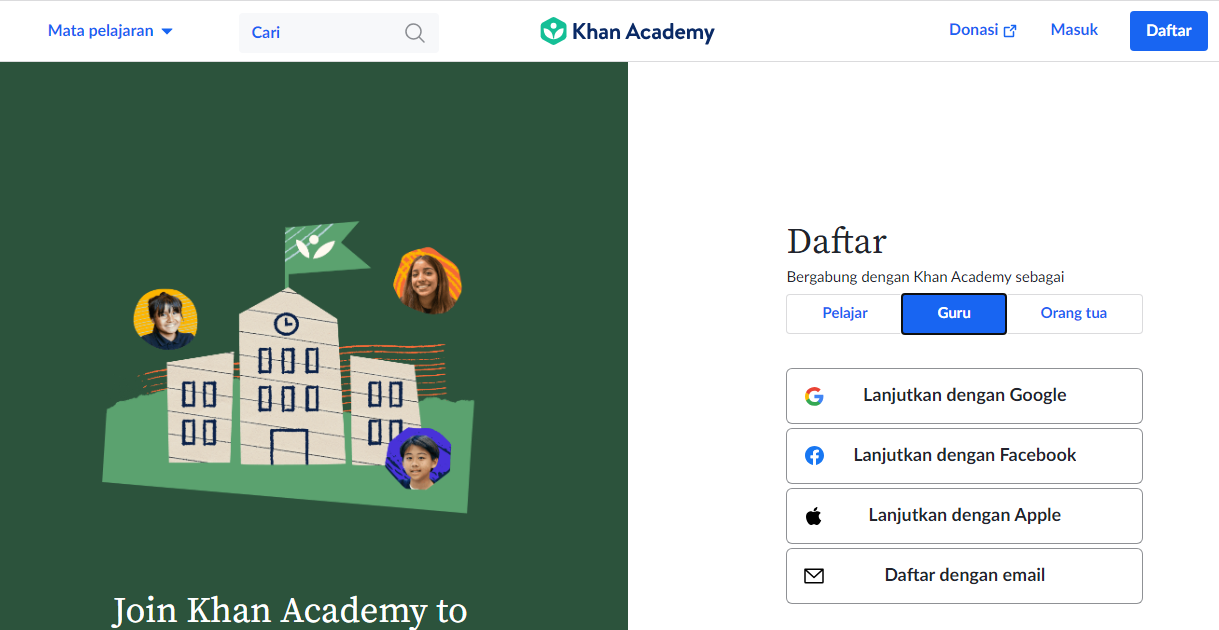 Mata pelajaran
Cari
Khan Academy
Donasi
Masuk
Daftar
Join Khan Academy to
Daftar
Bergabung dengan Khan Academy sebagai
Pelajar
Guru
Orang tua
Lanjutkan dengan Google
Lanjutkan dengan Facebook
Lanjutkan dengan Apple
Daftar dengan email